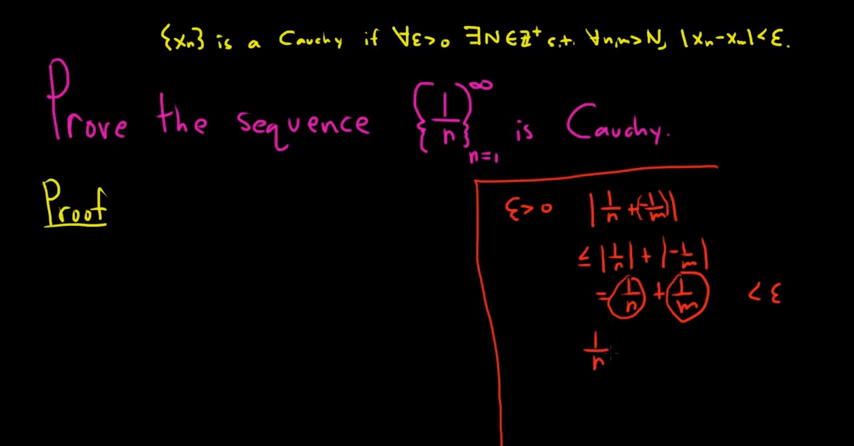 {xn} is a Cauchy if ∀ε>0 ∃N∈ℤ⁺ s.t. ∀n,m>N, |xn-xm|<ε.
Prove the sequence {1/n}^∞_{n=1} is Cauchy.
Proof
ε>0 |1/n+(-1/m)|
≤|1/n|+|-1/m|
=1/n+1/m <ε
1/n